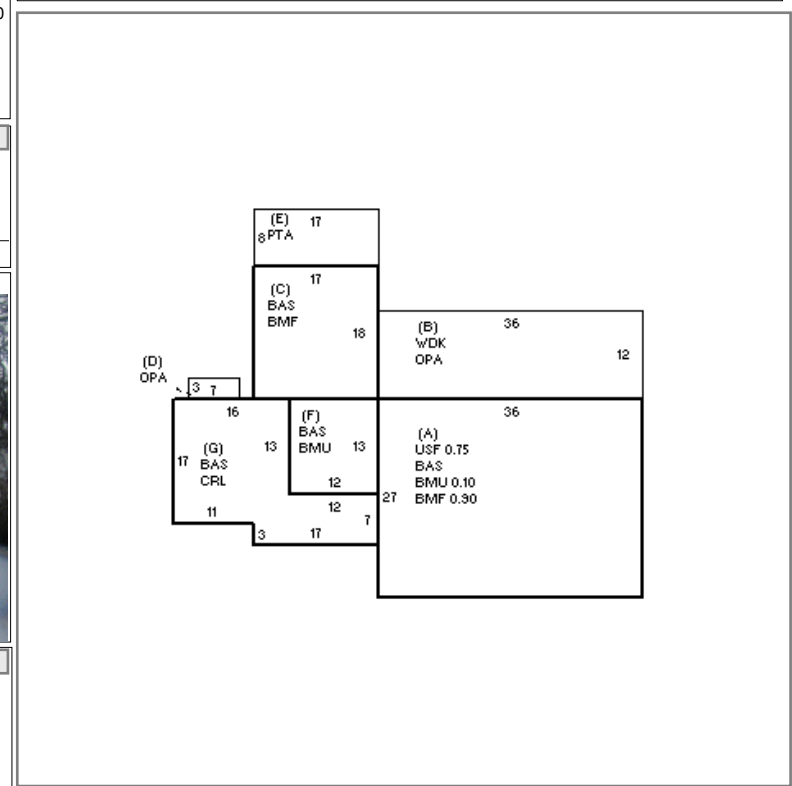 (E)
17
8
PTA
17
(C)
BAS
BMF
18
36
(B)
WDK
OPA
12
(D)
OPA
3
7
16
(F)
BAS
BMU
13
12
13
(G)
BAS
CRL
17
11
12
7
3
17
36
(A)
USF 0.75
BAS
BMU 0.10
BMF 0.90
27